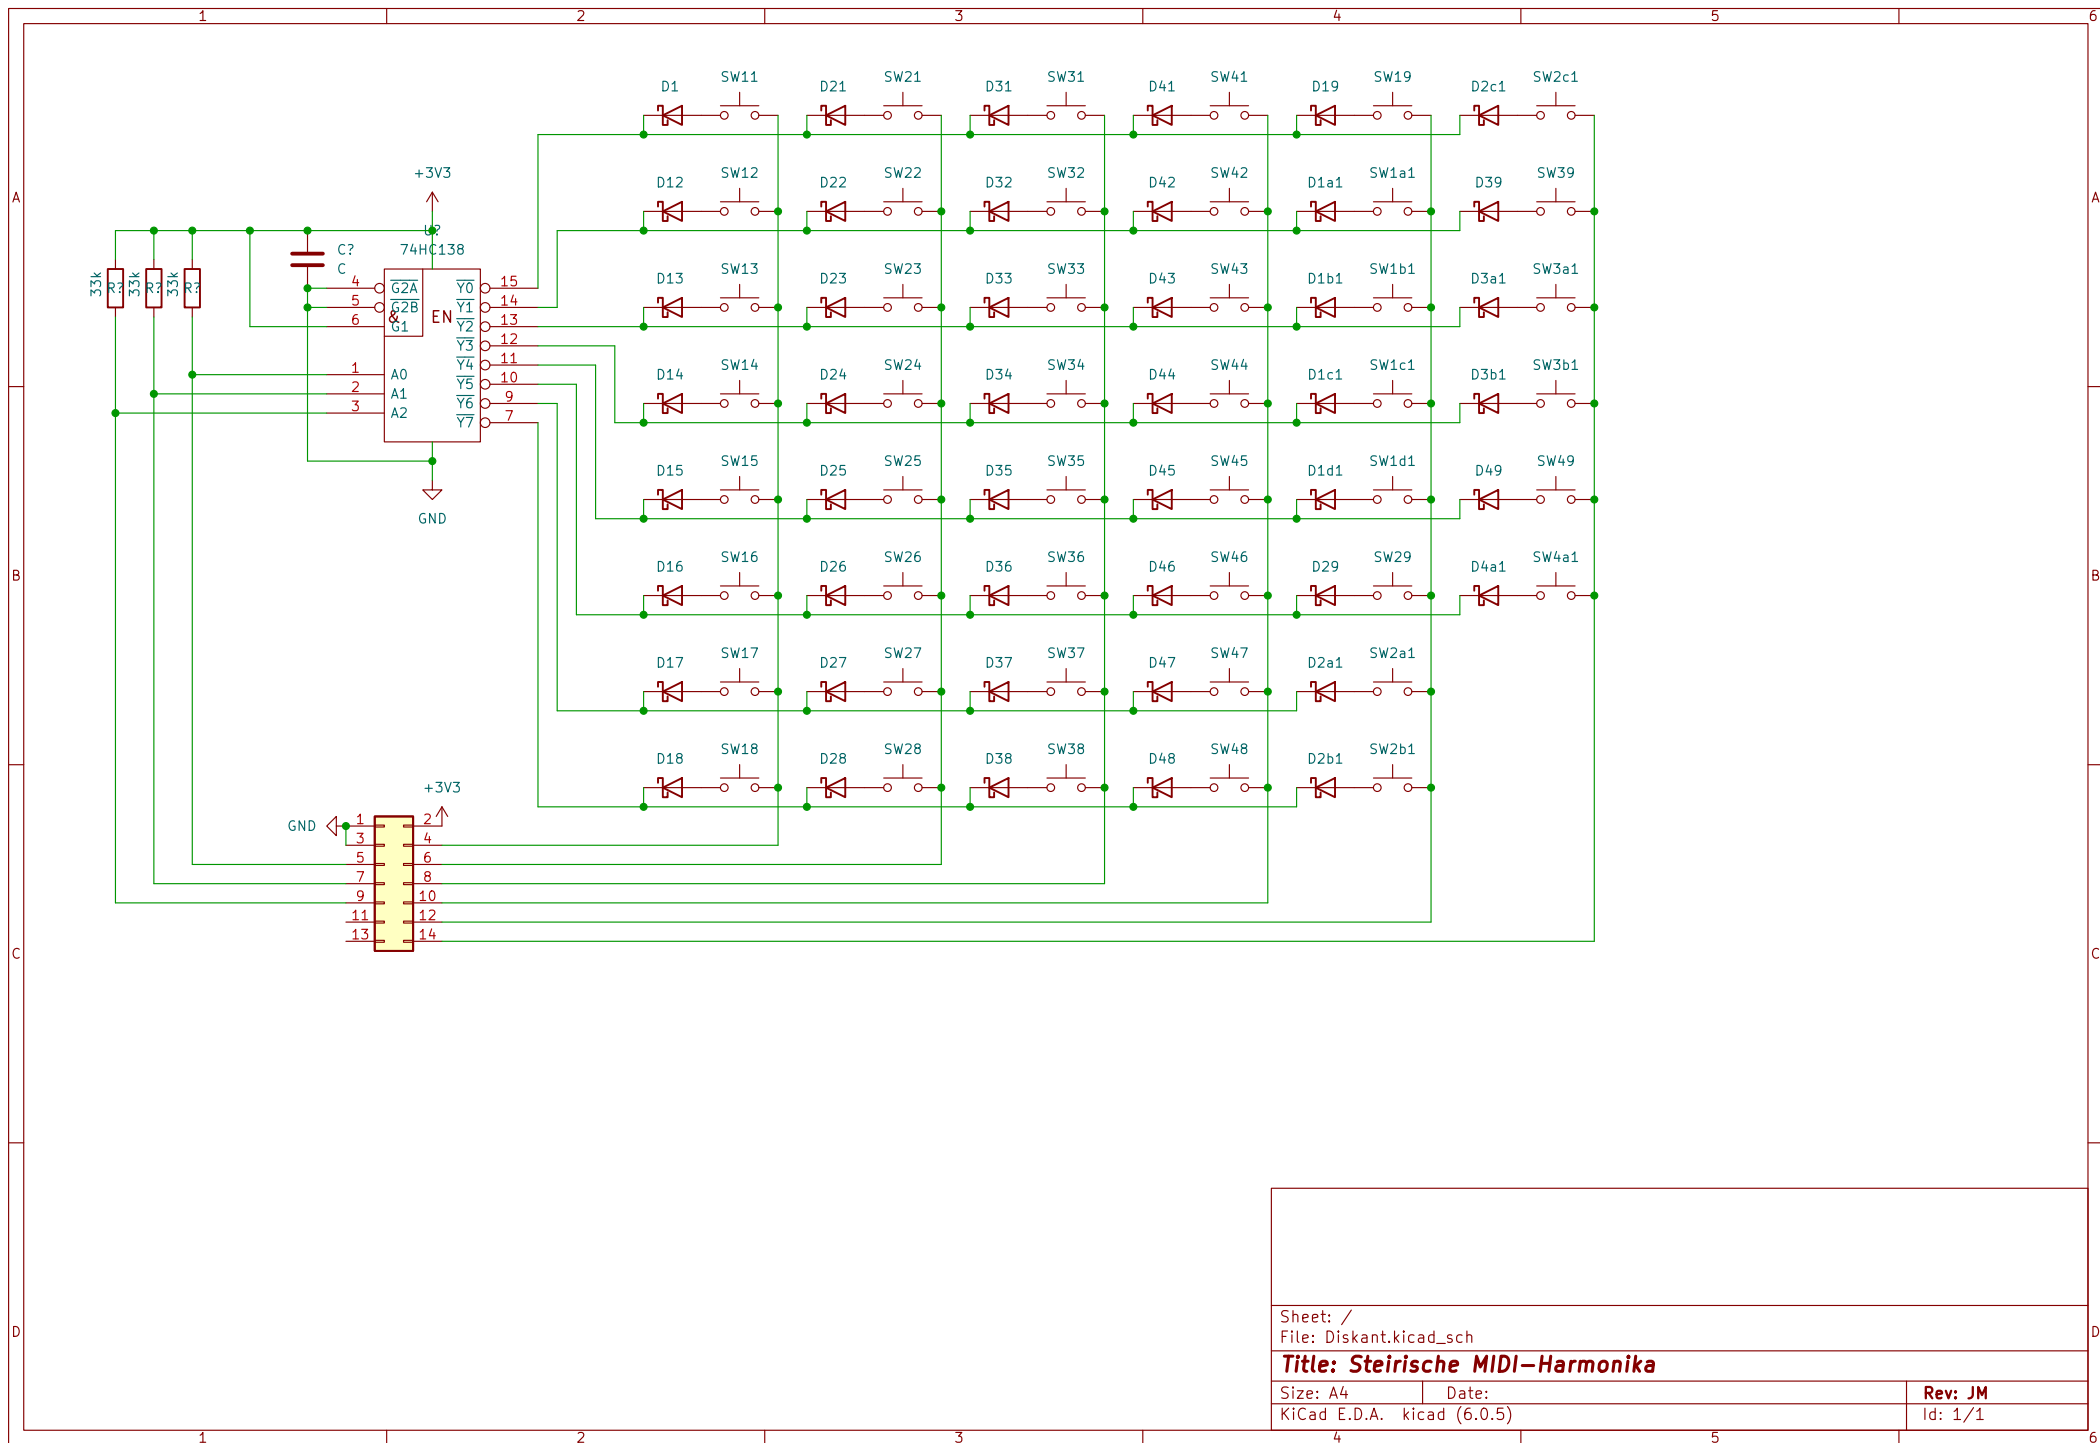 1 2 3 4 5 6
D1 SW11 D21 SW21 D31 SW31 D41 SW41 D19 SW19 D2c1 SW2c1
A A
D12 SW12 D22 SW22 D32 SW32 D42 SW42 D1a1 SW1a1 D39 SW39
+3V3
U?
74HC138
C?
C
33k R? 33k R? 33k R?
4 G2A Y0 15
5 G2B Y1 14
6 G1 Y2 13
& EN
Y3 12
Y4 11
1 A0
Y5 10
2 A1
Y6 9
3 A2
Y7 7
GND
D13 SW13 D23 SW23 D33 SW33 D43 SW43 D1b1 SW1b1 D3a1 SW3a1
D14 SW14 D24 SW24 D34 SW34 D44 SW44 D1c1 SW1c1 D3b1 SW3b1
D15 SW15 D25 SW25 D35 SW35 D45 SW45 D1d1 SW1d1 D49 SW49
B B
D16 SW16 D26 SW26 D36 SW36 D46 SW46 D29 SW29 D4a1 SW4a1
D17 SW17 D27 SW27 D37 SW37 D47 SW47 D2a1 SW2a1
D18 SW18 D28 SW28 D38 SW38 D48 SW48 D2b1 SW2b1
+3V3
GND 1 2
3 4
5 6
7 8
9 10
11 12
13 14
C C
D D
Sheet: /
File: Diskant.kicad_sch
Title: Steirische MIDI-Harmonika
Size: A4 Date: Rev: JM
KiCad E.D.A. kicad (6.0.5) Id: 1/1
1 2 3 4 5 6